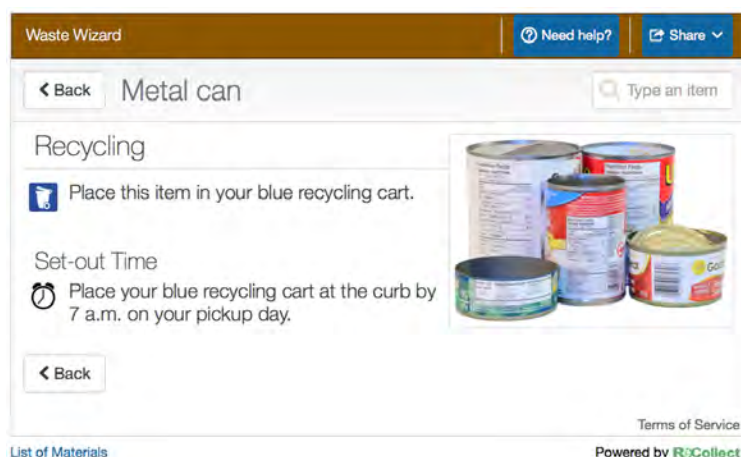 Waste Wizard
Need help?
Share
Back
Metal can
Type an item
Recycling
Place this item in your blue recycling cart.
Set-out Time
Place your blue recycling cart at the curb by
7 a.m. on your pickup day.
Back
Terms of Service
List of Materials
Powered by ReCollect